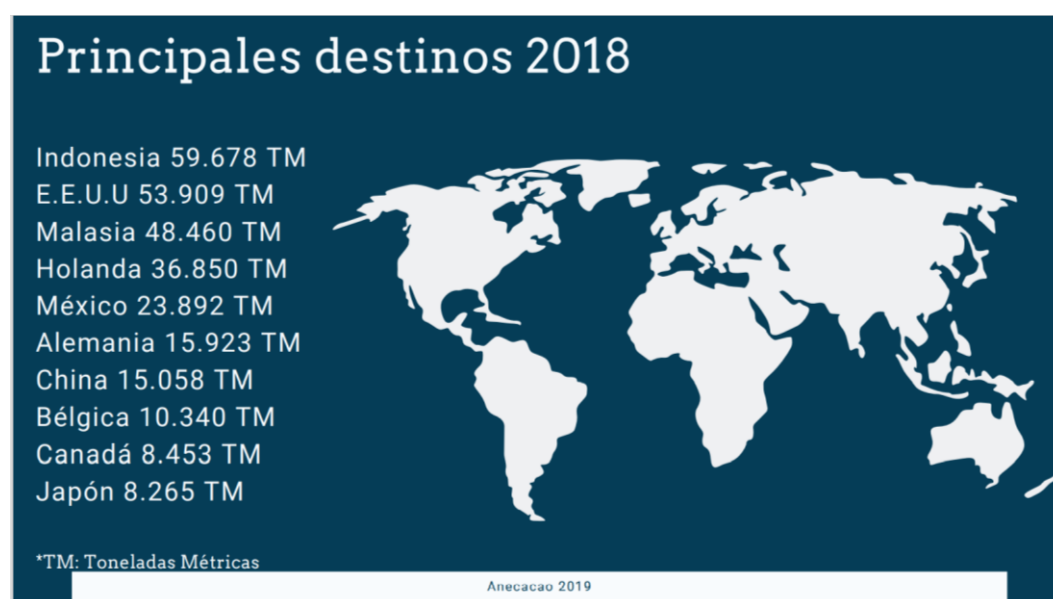 Principales destinos 2018
Indonesia 59.678 TM
E.E.U.U 53.909 TM
Malasia 48.460 TM
Holanda 36.850 TM
México 23.892 TM
Alemania 15.923 TM
China 15.058 TM
Bélgica 10.340 TM
Canadá 8.453 TM
Japón 8.265 TM
*TM: Toneladas Métricas
Anecacao 2019